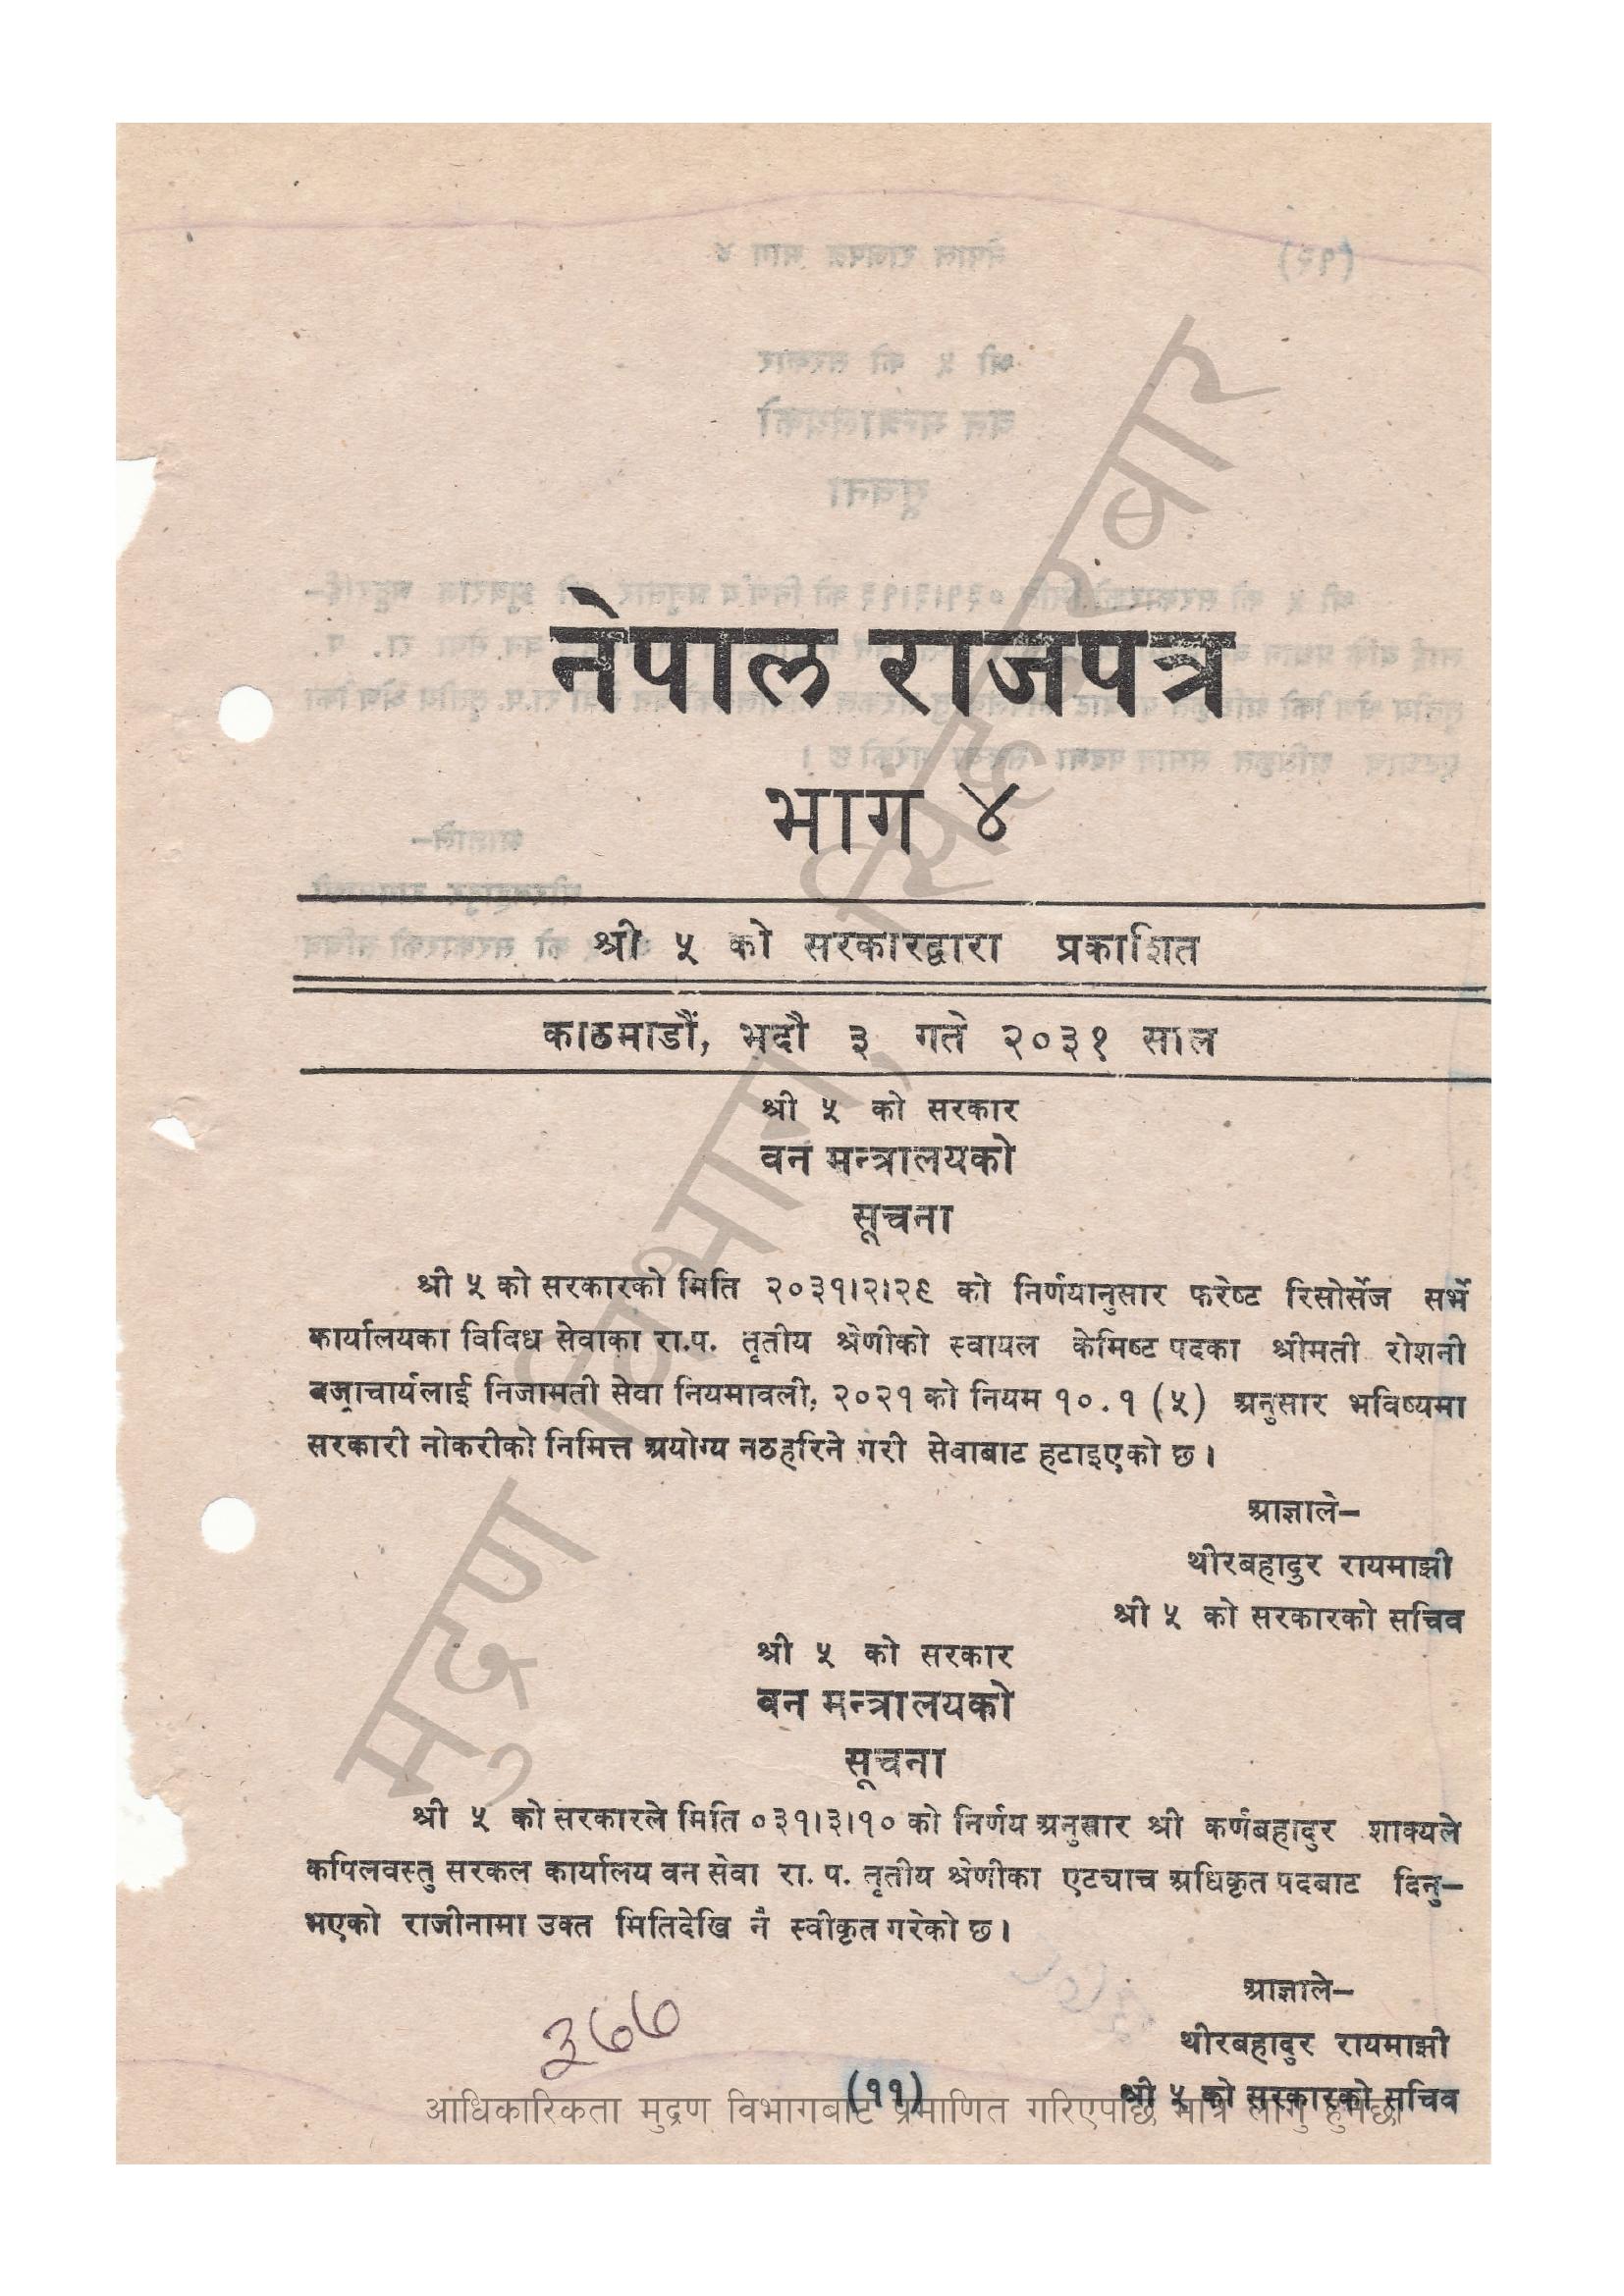 नेपाल राजपत्र
भाग ४
श्री ५ को सरकारद्वारा प्रकाशित
काठमाडौं, भदौ ३ गते २०३१ साल
श्री ५ को सरकार
वन मन्त्रालयको
सूचना
श्री ५ को सरकारको मिति २०३१।२।२९ को निर्णयानुसार फरेष्ट रिसोर्सेज सर्भे
कार्यालयका विविध सेवाका रा.प. तृतीय श्रेणीको स्वायल केमिष्ट पदका श्रीमती रोशनी
बज्राचार्यलाई निजामती सेवा नियमावली, २०२१ को नियम १०.१ (५) अनुसार भविष्यमा
सरकारी नोकरीको निमित्त अयोग्य नठहरिने गरी सेवाबाट हटाइएको छ।
आज्ञाले–
थीरबहादुर रायमाझी
श्री ५ को सरकारको सचिव
श्री ५ को सरकार
वन मन्त्रालयको
सूचना
श्री ५ को सरकारले मिति ०३१।३।१० को निर्णय अनुसार श्री कर्णबहादुर शाक्यले
कपिलवस्तु सरकल कार्यालय वन सेवा रा. प. तृतीय श्रेणीका एटच्याच अधिकृत पदबाट दिनु–
भएको राजीनामा उक्त मितिदेखि नै स्वीकृत गरेको छ।
आज्ञाले–
थीरबहादुर रायमाझी
श्री ५ को सरकारको सचिव
३७७
(११)
आधिकारिकता मुद्रण विभागबाट प्रमाणित गरिएपछि मात्र लागु हुनेछ।
मुद्रण विभाग, सिंहदरबार